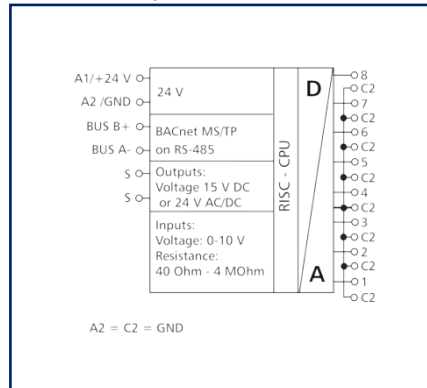 A1/+24 V
A2 /GND
24 V
BUS B+
BUS A-
BACnet MS/TP
on RS-485
S
S
Outputs:
Voltage 15 V DC
or 24 V AC/DC
Inputs:
Voltage: 0-10 V
Resistance:
40 Ohm - 4 MOhm
RISC - CPU
D
A
8
C2
7
C2
6
C2
5
C2
4
C2
3
C2
2
C2
1
C2
A2 = C2 = GND